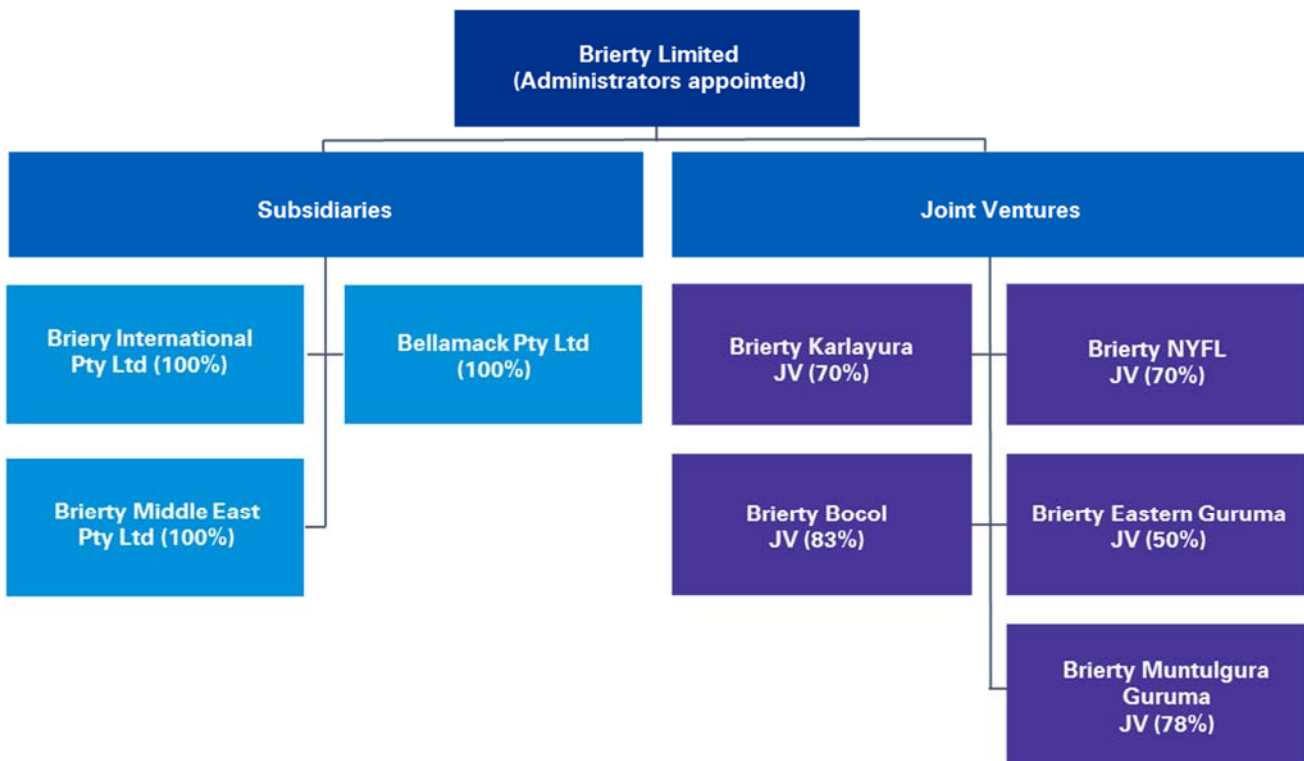 Brierty Limited
(Administrators appointed)
Subsidiaries
Joint Ventures
Briery International
Pty Ltd (100%)
Bellamack Pty Ltd
(100%)
Brierty Middle East
Pty Ltd (100%)
Brierty Karlayura
JV (70%)
Brierty NYFL
JV (70%)
Brierty Bocol
JV (83%)
Brierty Eastern Guruma
JV (50%)
Brierty Muntulgura
Guruma
JV (78%)